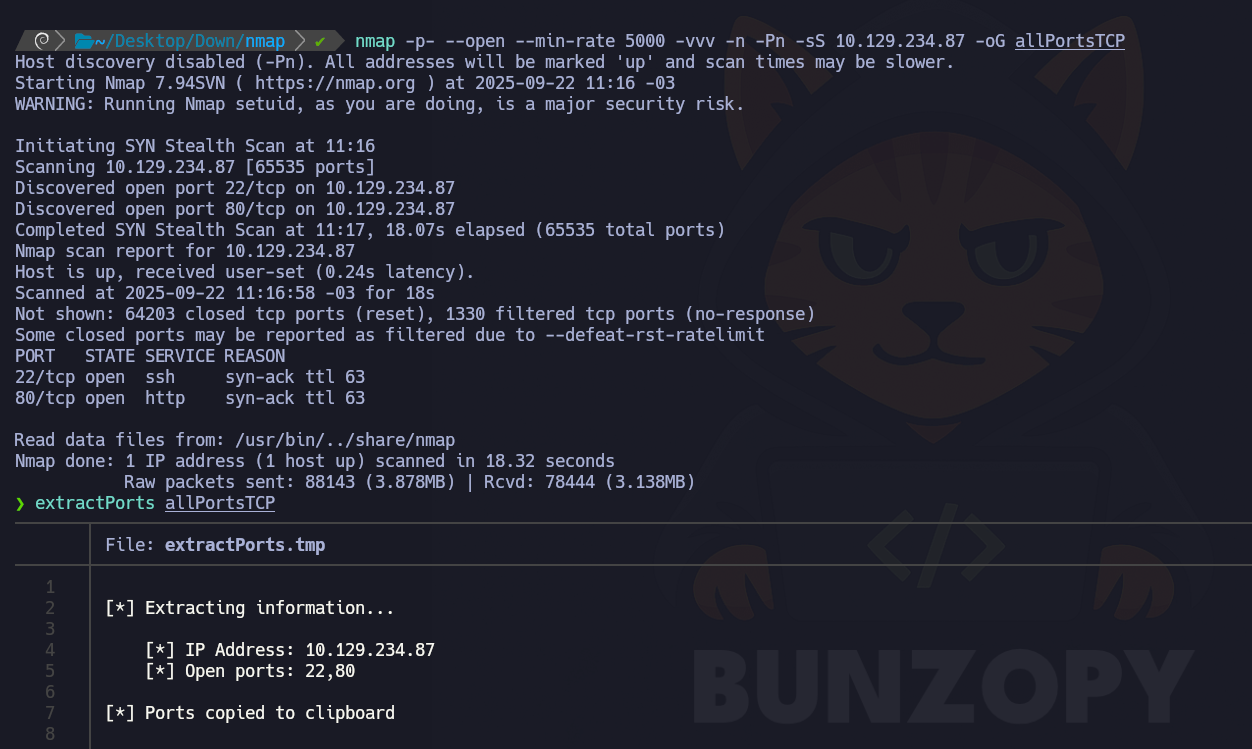 ~/Desktop/Down/nmap ✔ nmap -p- --open --min-rate 5000 -vvv -n -Pn -sS 10.129.234.87 -oG allPortsTCP
Host discovery disabled (-Pn). All addresses will be marked 'up' and scan times may be slower.
Starting Nmap 7.94SVN ( https://nmap.org ) at 2025-09-22 11:16 -03
WARNING: Running Nmap setuid, as you are doing, is a major security risk.
Initiating SYN Stealth Scan at 11:16
Scanning 10.129.234.87 [65535 ports]
Discovered open port 22/tcp on 10.129.234.87
Discovered open port 80/tcp on 10.129.234.87
Completed SYN Stealth Scan at 11:17, 18.07s elapsed (65535 total ports)
Nmap scan report for 10.129.234.87
Host is up, received user-set (0.24s latency).
Scanned at 2025-09-22 11:16:58 -03 for 18s
Not shown: 64203 closed tcp ports (reset), 1330 filtered tcp ports (no-response)
Some closed ports may be reported as filtered due to --defeat-rst-ratelimit
PORT   STATE SERVICE REASON
22/tcp open  ssh     syn-ack ttl 63
80/tcp open  http    syn-ack ttl 63
Read data files from: /usr/bin/../share/nmap
Nmap done: 1 IP address (1 host up) scanned in 18.32 seconds
Raw packets sent: 88143 (3.878MB) | Rcvd: 78444 (3.138MB)
❯ extractPorts allPortsTCP
File: extractPorts.tmp
1
2 [*] Extracting information...
3
4 [*] IP Address: 10.129.234.87
5 [*] Open ports: 22,80
6
7 [*] Ports copied to clipboard
8
</>
BUNZOPY